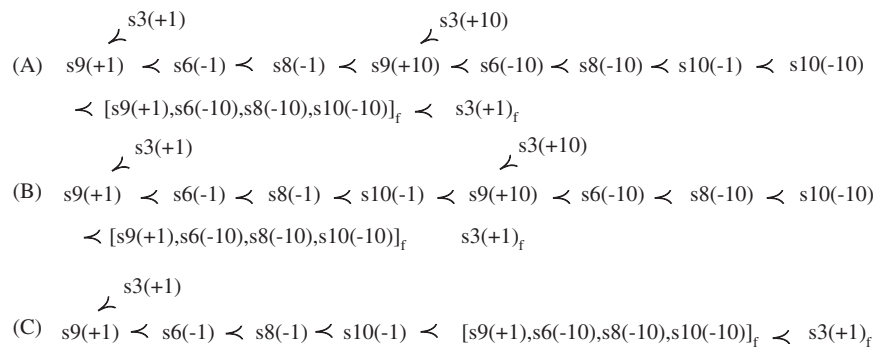 s3(+1) s3(+10)
(A) s9(+1) ≺ s6(-1) ≺ s8(-1) ≺ s9(+10) ≺ s6(-10) ≺ s8(-10) ≺ s10(-1) ≺ s10(-10)
≺ [s9(+1),s6(-10),s8(-10),s10(-10)]f ≺ s3(+1)f
s3(+1) s3(+10)
(B) s9(+1) ≺ s6(-1) ≺ s8(-1) ≺ s10(-1) ≺ s9(+10) ≺ s6(-10) ≺ s8(-10) ≺ s10(-10)
≺ [s9(+1),s6(-10),s8(-10),s10(-10)]f s3(+1)f
s3(+1)
(C) s9(+1) ≺ s6(-1) ≺ s8(-1) ≺ s10(-1) ≺ [s9(+1),s6(-10),s8(-10),s10(-10)]f ≺ s3(+1)f